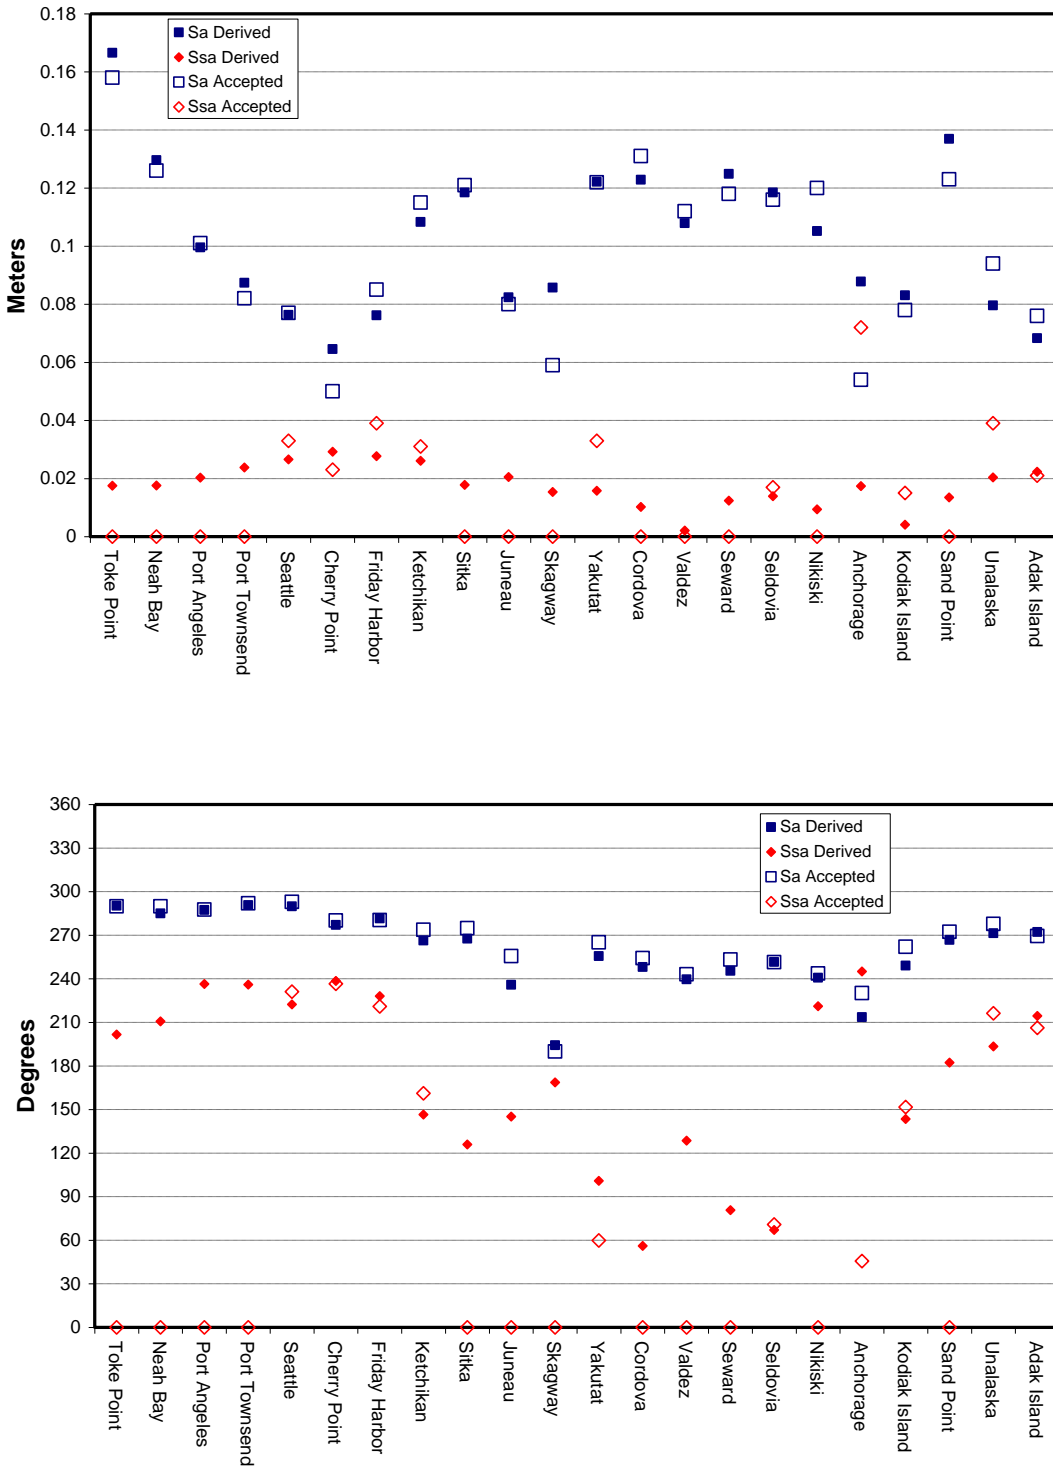 0.18
0.16
0.14
0.12
0.1
0.08
0.06
0.04
0.02
0
Meters
Sa Derived
Ssa Derived
Sa Accepted
Ssa Accepted
Toke Point
Neah Bay
Port Angeles
Port Townsend
Seattle
Cherry Point
Friday Harbor
Ketchikan
Sitka
Juneau
Skagway
Yakutat
Cordova
Valdez
Seward
Seldovia
Nikiski
Anchorage
Kodiak Island
Sand Point
Unalaska
Adak Island
360
330
300
270
240
210
180
150
120
90
60
30
0
Degrees
Sa Derived
Ssa Derived
Sa Accepted
Ssa Accepted
Toke Point
Neah Bay
Port Angeles
Port Townsend
Seattle
Cherry Point
Friday Harbor
Ketchikan
Sitka
Juneau
Skagway
Yakutat
Cordova
Valdez
Seward
Seldovia
Nikiski
Anchorage
Kodiak Island
Sand Point
Unalaska
Adak Island